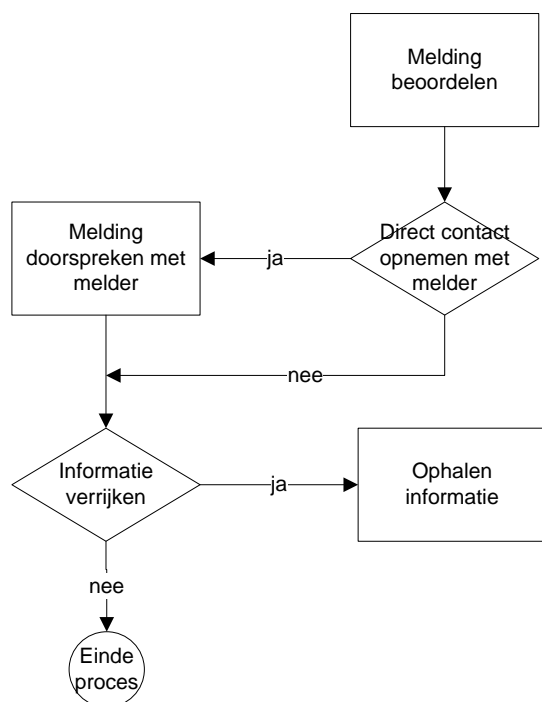 Melding
beoordelen
Direct contact
opnemen met
melder
ja
Melding
doorspreken met
melder
nee
Informatie
verrijken
ja
Ophalen
informatie
nee
Einde
proces